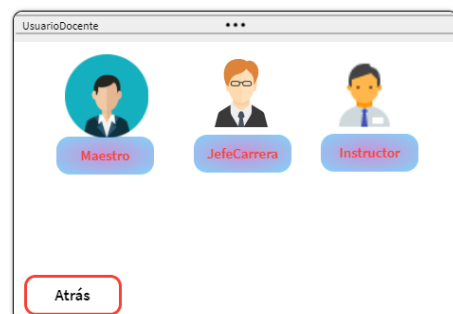 UsuarioDocente
Maestro
JefeCarrera
Instructor
Atrás